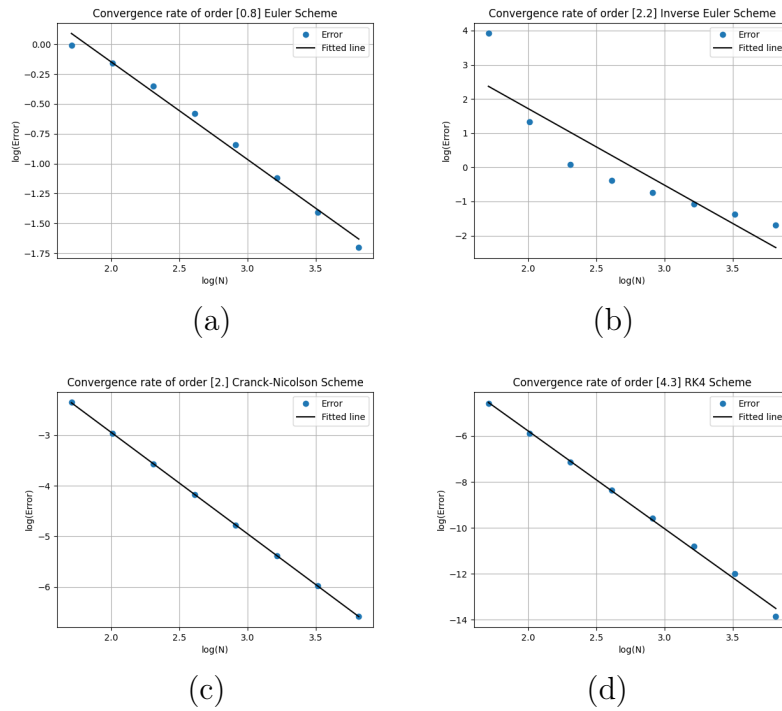 Convergence rate of order [0.8] Euler Scheme
Error
Fitted line
0.00
-0.25
-0.50
-0.75
-1.00
-1.25
-1.50
-1.75
log(Error)
2.0 2.5 3.0 3.5
log(N)
(a)
Convergence rate of order [2.2] Inverse Euler Scheme
Error
Fitted line
4
3
2
1
0
-1
-2
log(Error)
2.0 2.5 3.0 3.5
log(N)
(b)
Convergence rate of order [2.] Cranck-Nicolson Scheme
Error
Fitted line
-3
-4
-5
-6
log(Error)
2.0 2.5 3.0 3.5
log(N)
(c)
Convergence rate of order [4.3] RK4 Scheme
Error
Fitted line
-6
-8
-10
-12
-14
log(Error)
2.0 2.5 3.0 3.5
log(N)
(d)